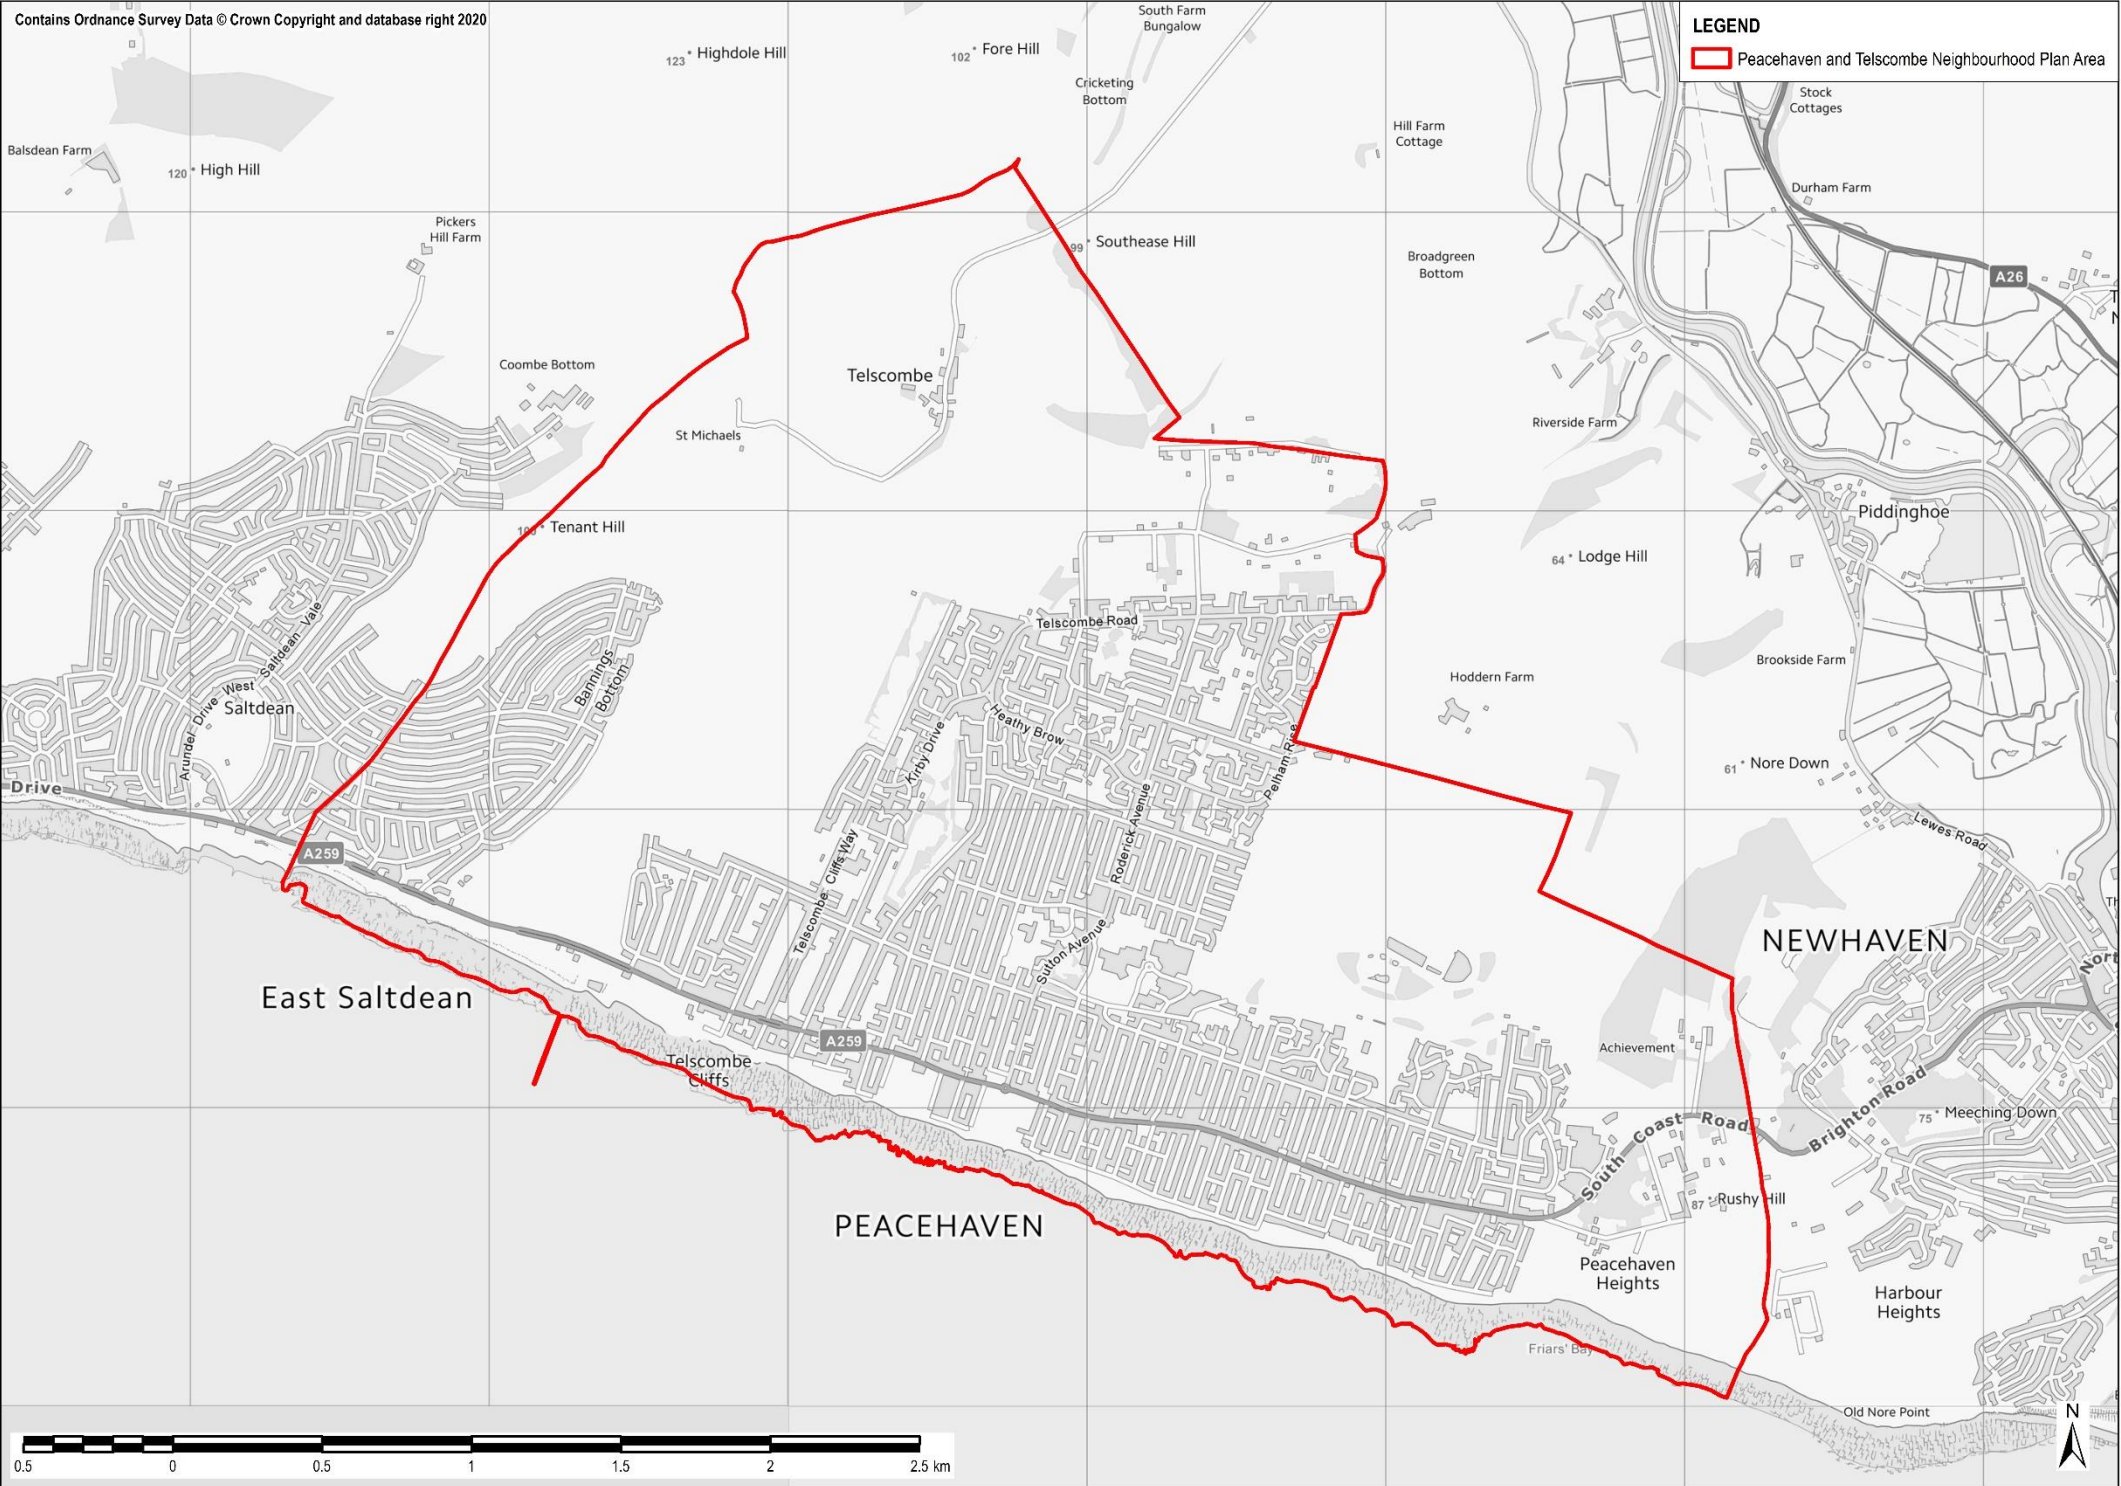 Contains Ordnance Survey Data © Crown Copyright and database right 2020
LEGEND
Peacehaven and Telscombe Neighbourhood Plan Area
South Farm
Bungalow
123 Highdole Hill
102 Fore Hill
Cricketing
Bottom
Stock
Cottages
Hill Farm
Cottage
Balsdean Farm
120 High Hill
Durham Farm
Pickers
Hill Farm
99 Southease Hill
Broadgreen
Bottom
A26
Coombe Bottom
Telscombe
St Michaels
Riverside Farm
Piddinghoe
Tenant Hill
64 Lodge Hill
Telscombe Road
Saltdean Vale
Bannings
Bottom
Brookside Farm
Hoddern Farm
West
Saltdean
Arundel Drive
Heathy Brow
Kirby Drive
Pelham Rise
61 Nore Down
Drive
Roderick Avenue
Lewes Road
A259
Telscombe Cliffs Way
Sutton Avenue
NEWHAVEN
East Saltdean
A259
Achievement
Telscombe
Cliffs
Brighton Road
75 Meeching Down
South Coast Road
87 Rushy Hill
PEACEHAVEN
Peacehaven
Heights
Harbour
Heights
Friars' Bay
Old Nore Point
N
0.5 0 0.5 1 1.5 2 2.5 km